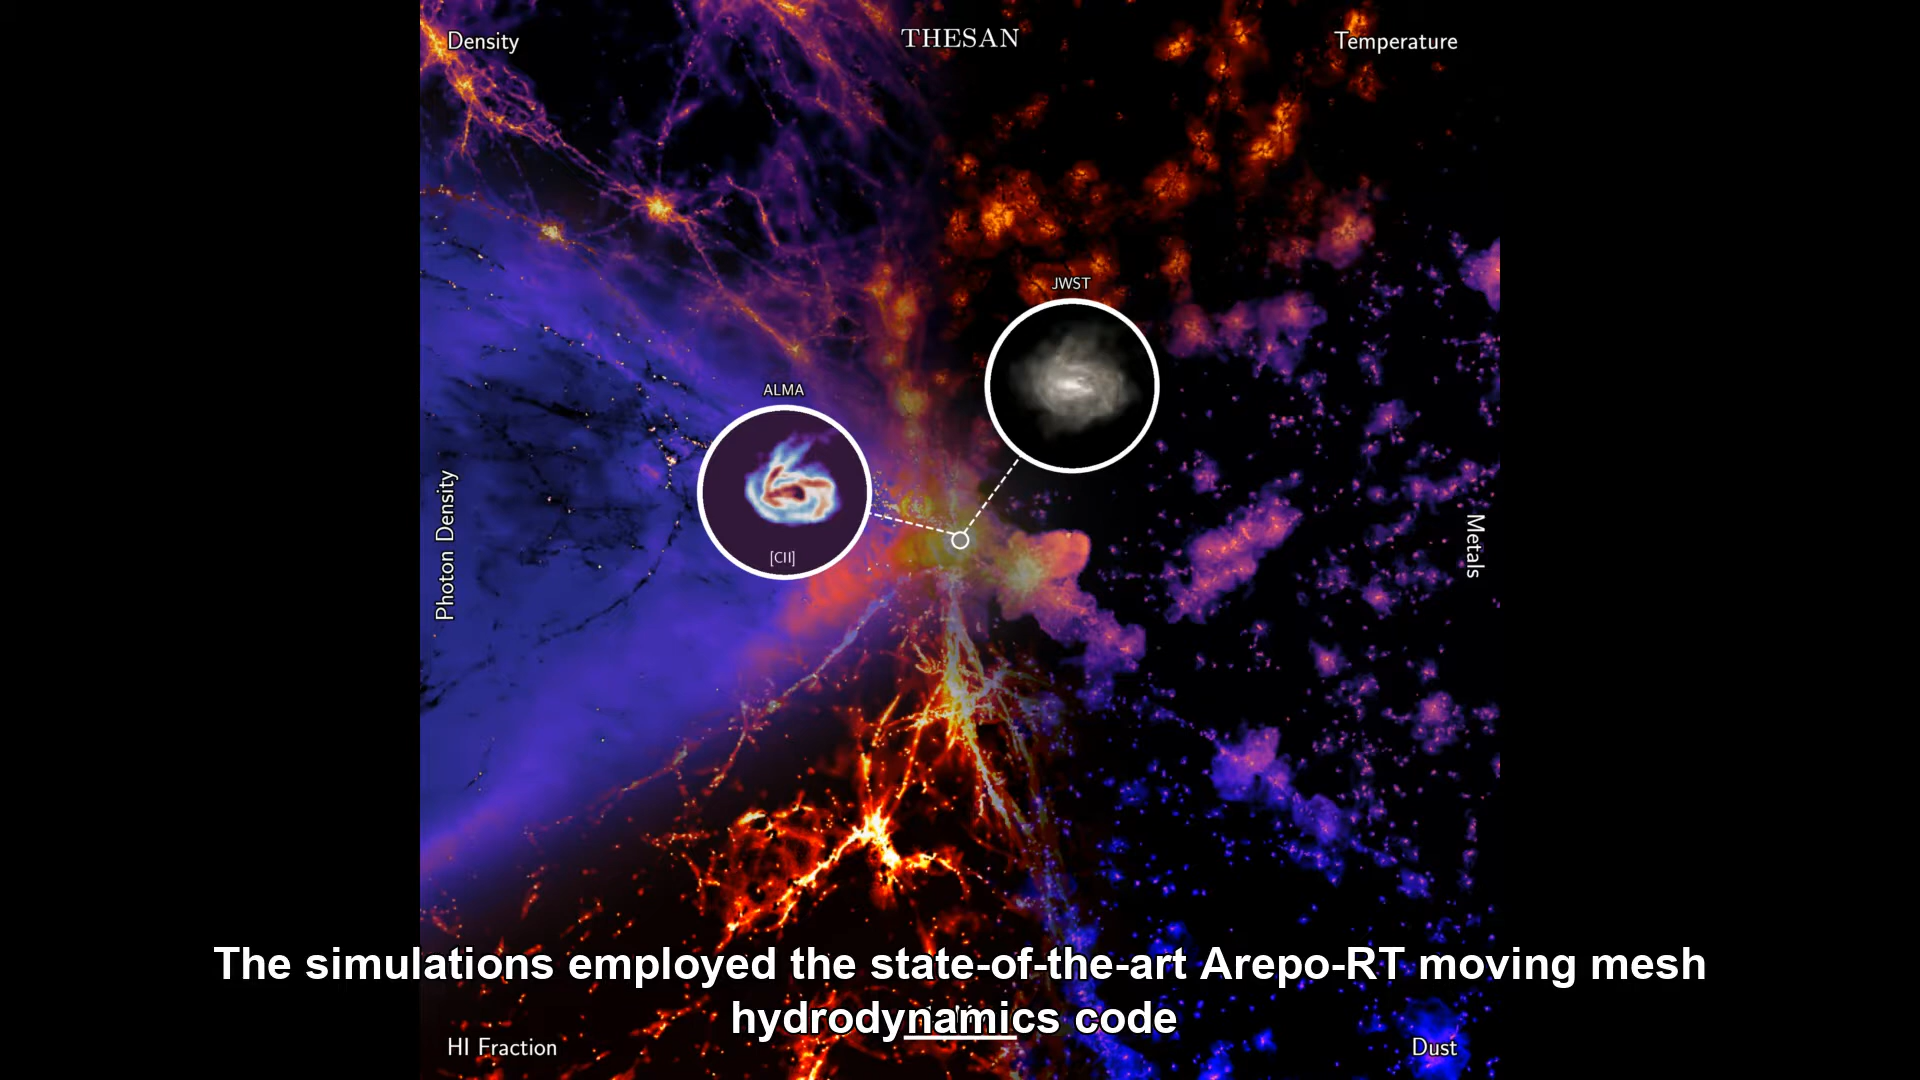 Density
THESAN
Temperature
JWST
ALMA
[CII]
Photon Density
Metals
The simulations employed the state-of-the-art Arepo-RT moving mesh
hydrodynamics code
HI Fraction
Dust